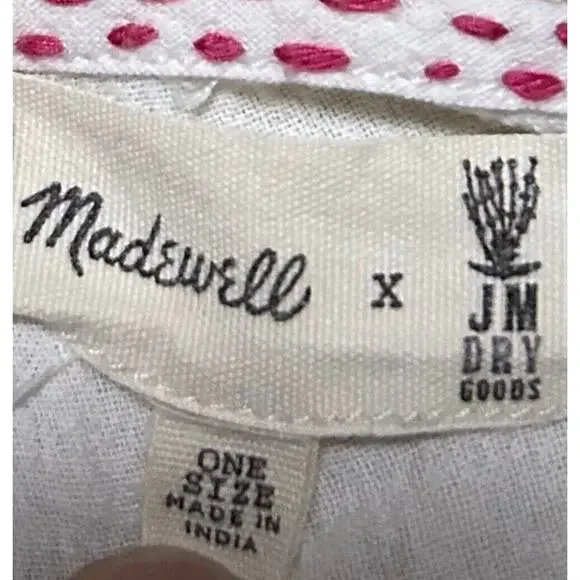 Madewell x
JM
DRY
GOODS
ONE
SIZE
MADE IN
INDIA